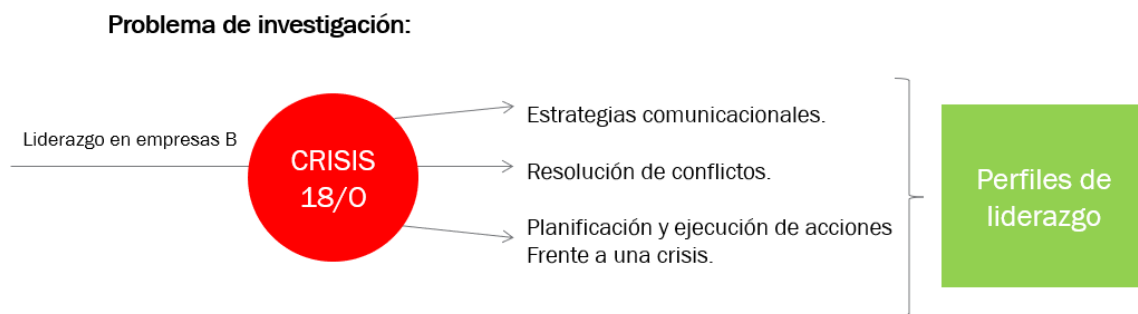 Problema de investigación:
Liderazgo en empresas B
CRISIS
18/O
Estrategias comunicacionales.
Resolución de conflictos.
Planificación y ejecución de acciones
Frente a una crisis.
Perfiles de
liderazgo